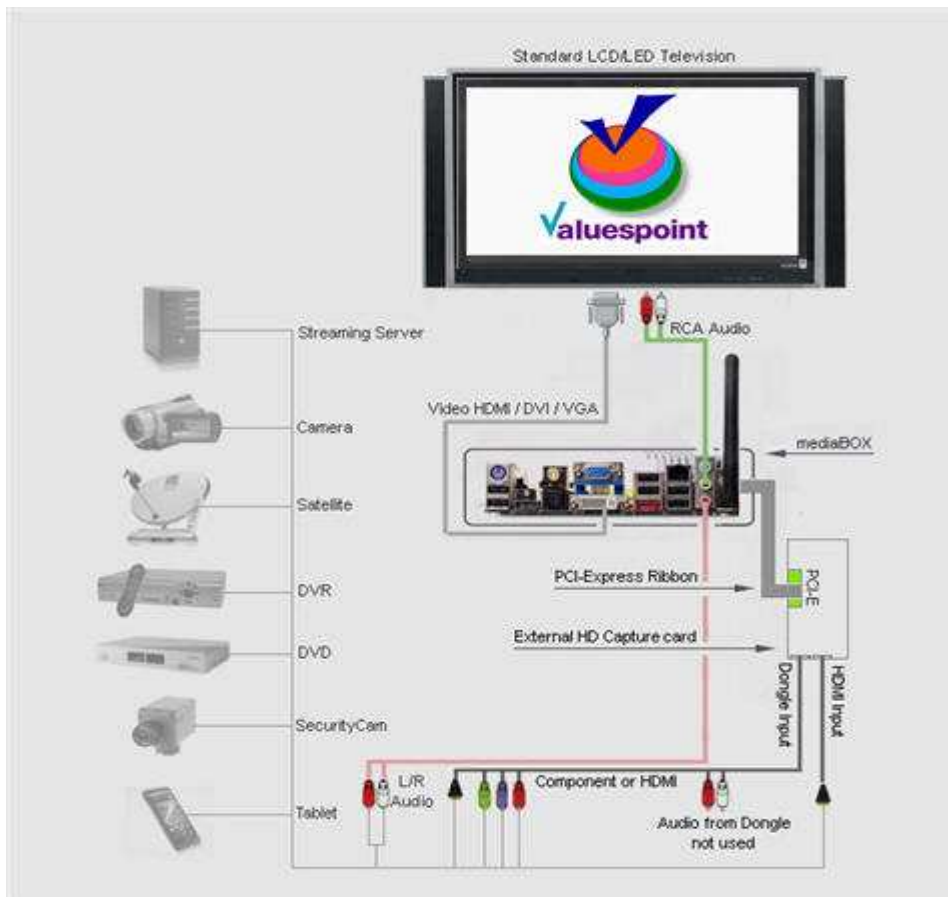 Standard LCD/LED Television
Valuespoint
RCA Audio
Streaming Server
Video HDMI / DVI / VGA
Camera
mediaBOX
Satellite
PCI-Express Ribbon
PCI-E
DVR
External HD Capture card
DVD
Dongle Input
HDMI Input
SecurityCam
L/R
Audio
Component or HDMI
Tablet
Audio from Dongle
not used